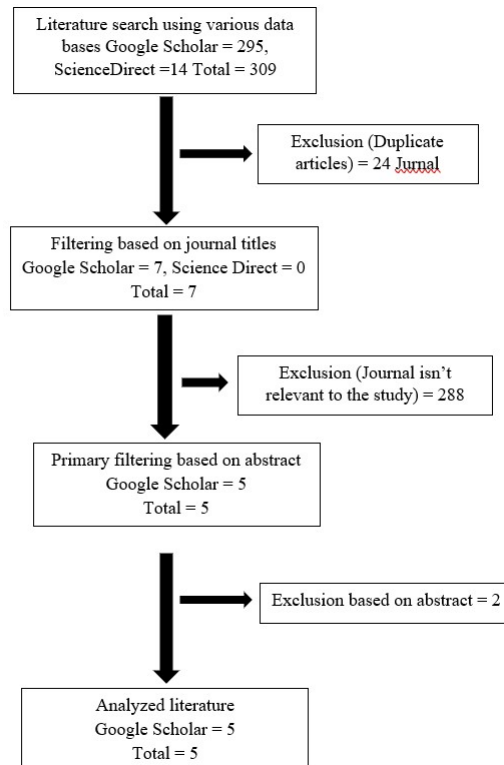 Literature search using various data
bases Google Scholar = 295,
ScienceDirect =14 Total = 309
Exclusion (Duplicate
articles) = 24 Jurnal
Filtering based on journal titles
Google Scholar = 7, Science Direct = 0
Total = 7
Exclusion (Journal isn’t
relevant to the study) = 288
Primary filtering based on abstract
Google Scholar = 5
Total = 5
Exclusion based on abstract = 2
Analyzed literature
Google Scholar = 5
Total = 5